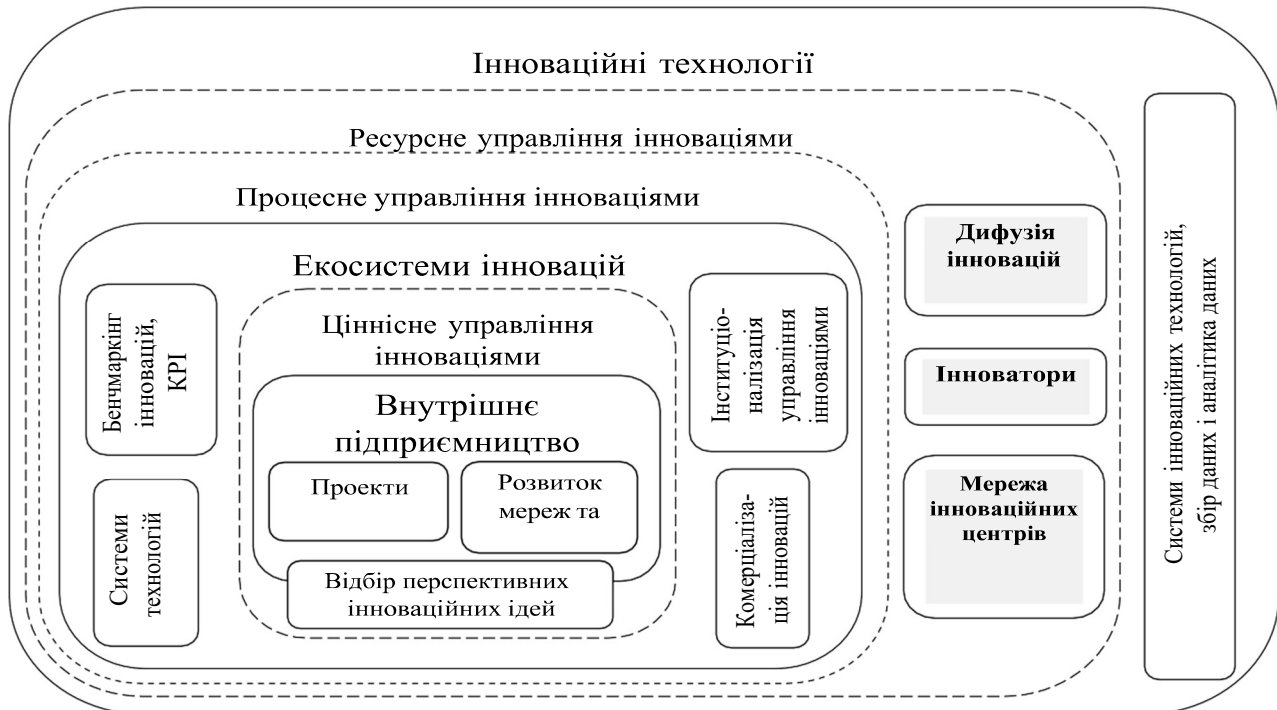 Інноваційні технології
Ресурсне управління інноваціями
Процесне управління інноваціями
Екосистеми інновацій
Ціннісне управління
інноваціями
Внутрішнє
підприємництво
Проекти
Розвиток
мереж та
Відбір перспективних
інноваційних ідей
Бенчмаркінг
інновацій,
КРІ
Системи
технологій
Інституціо-
налізація
управління
інноваціями
Комерціаліза-
ція інновацій
Дифузія
інновацій
Інноватори
Мережа
інноваційних
центрів
Системи інноваційних технологій,
збір даних і аналітика даних